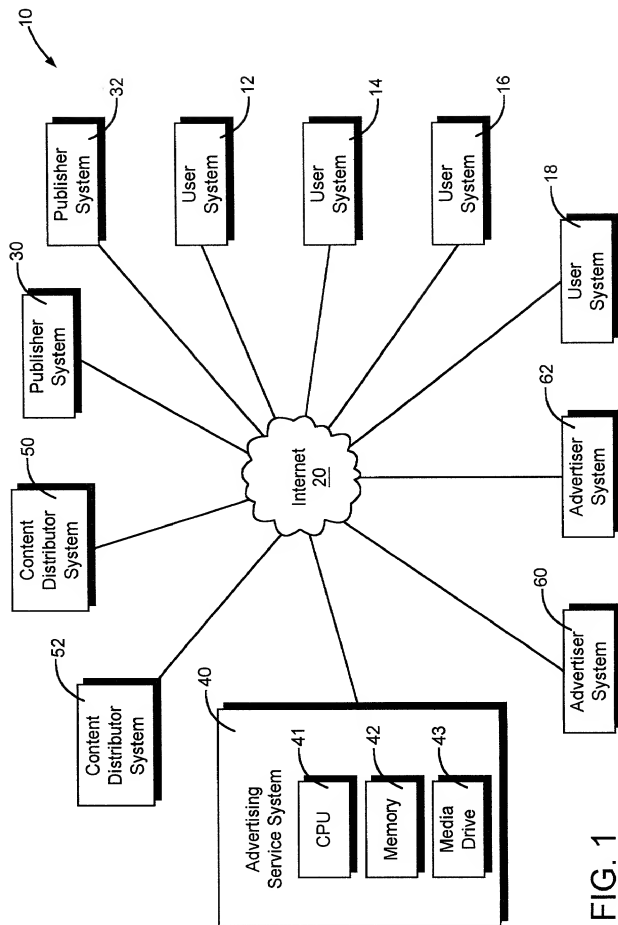 10
Content
Distributor
System
52
Content
Distributor
System
50
Publisher
System
30
Publisher
System
32
User
System
12
User
System
14
User
System
16
User
System
18
Advertiser
System
62
Advertiser
System
60
Internet
20
40
Advertising
Service System
CPU
41
Memory
42
Media
Drive
43
FIG. 1